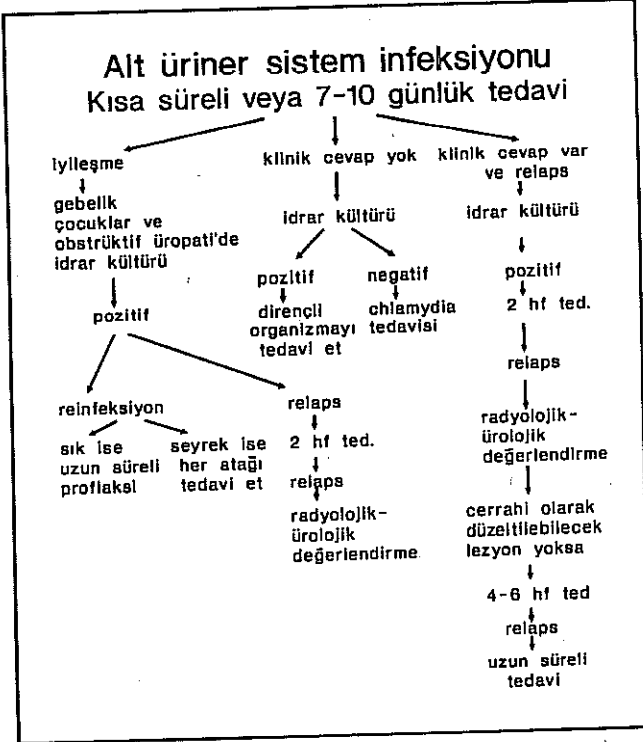 Alt üriner sistem infeksiyonu
Kısa süreli veya 7-10 günlük tedavi
iyileşme
gebelik
çocuklar ve
obstrüktif üropati'de
idrar kültürü
pozitif
reinfeksiyon
sık ise
uzun süreli
proflaksi
seyrek ise
her atağı
tedavi et
relaps
2 hf ted.
relaps
radyolojik-
ürolojik
değerlendirme
klinik cevap yok
idrar kültürü
pozitif
dirençli
organizmayı
tedavi et
negatif
chlamydia
tedavisi
klinik cevap var
ve relaps
idrar kültürü
pozitif
2 hf ted.
relaps
radyolojik-
ürolojik
değerlendirme
cerrahi olarak
düzeltilebilecek
lezyon yoksa
4-6 hf ted
relaps
uzun süreli
tedavi